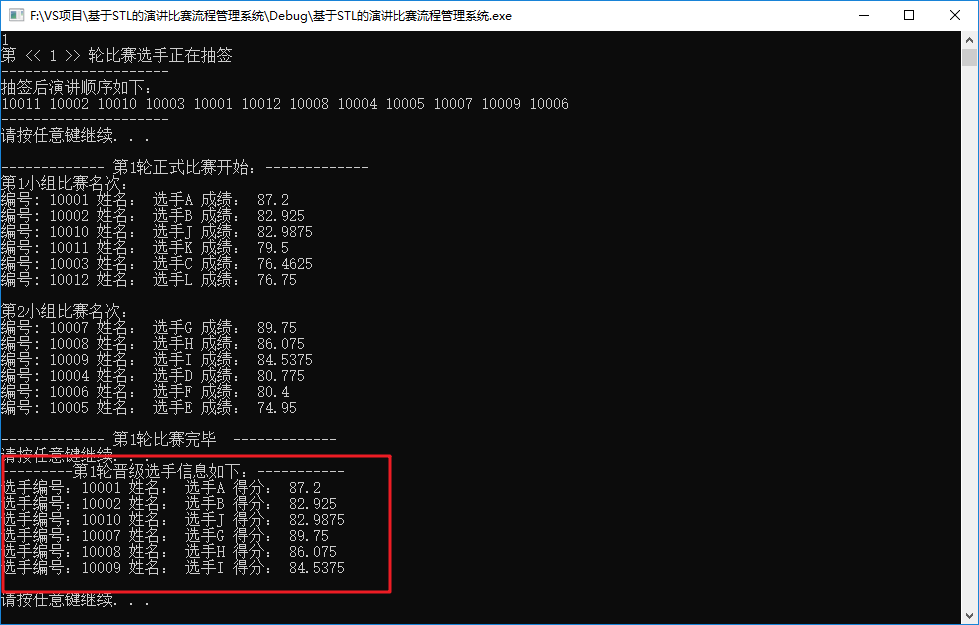 F:\VS项目\基于STL的演讲比赛流程管理系统\Debug\基于STL的演讲比赛流程管理系统.exe
1
第 << 1 >> 轮比赛选手正在抽签
---------------------
抽签后演讲顺序如下：
10011 10002 10010 10003 10001 10012 10008 10004 10005 10007 10009 10006
---------------------
请按任意键继续. . .
------------- 第1轮正式比赛开始：-------------
第1小组比赛名次：
编号: 10001 姓名： 选手A 成绩： 87.2
编号: 10002 姓名： 选手B 成绩： 82.925
编号: 10010 姓名： 选手J 成绩： 82.9875
编号: 10011 姓名： 选手K 成绩： 79.5
编号: 10003 姓名： 选手C 成绩： 76.4625
编号: 10012 姓名： 选手L 成绩： 76.75
第2小组比赛名次：
编号: 10007 姓名： 选手G 成绩： 89.75
编号: 10008 姓名： 选手H 成绩： 86.075
编号: 10009 姓名： 选手I 成绩： 84.5375
编号: 10004 姓名： 选手D 成绩： 80.775
编号: 10006 姓名： 选手F 成绩： 80.4
编号: 10005 姓名： 选手E 成绩： 74.95
------------- 第1轮比赛完毕  -------------
请按任意键继续. . .
---------第1轮晋级选手信息如下：-----------
选手编号：10001 姓名： 选手A 得分： 87.2
选手编号：10002 姓名： 选手B 得分： 82.925
选手编号：10010 姓名： 选手J 得分： 82.9875
选手编号：10007 姓名： 选手G 得分： 89.75
选手编号：10008 姓名： 选手H 得分： 86.075
选手编号：10009 姓名： 选手I 得分： 84.5375
请按任意键继续. . .